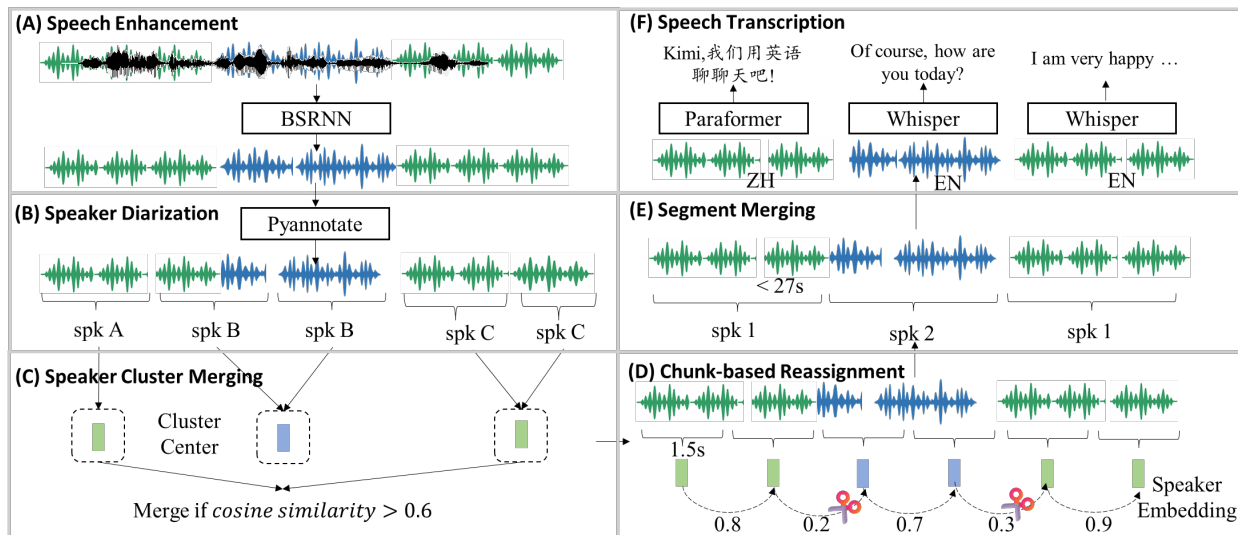 (A) Speech Enhancement
BSRNN
(B) Speaker Diarization
Pyannotate
spk A
spk B
spk B
spk C
spk C
(C) Speaker Cluster Merging
Cluster
Center
Merge if cosine similarity > 0.6
(D) Chunk-based Reassignment
1.5s
Speaker
Embedding
0.8
0.2
0.7
0.3
0.9
(E) Segment Merging
< 27s
spk 1
spk 2
spk 1
(F) Speech Transcription
Kimi,我们用英语
聊聊天吧!
Of course, how are
you today?
I am very happy …
Paraformer
Whisper
Whisper
ZH
EN
EN